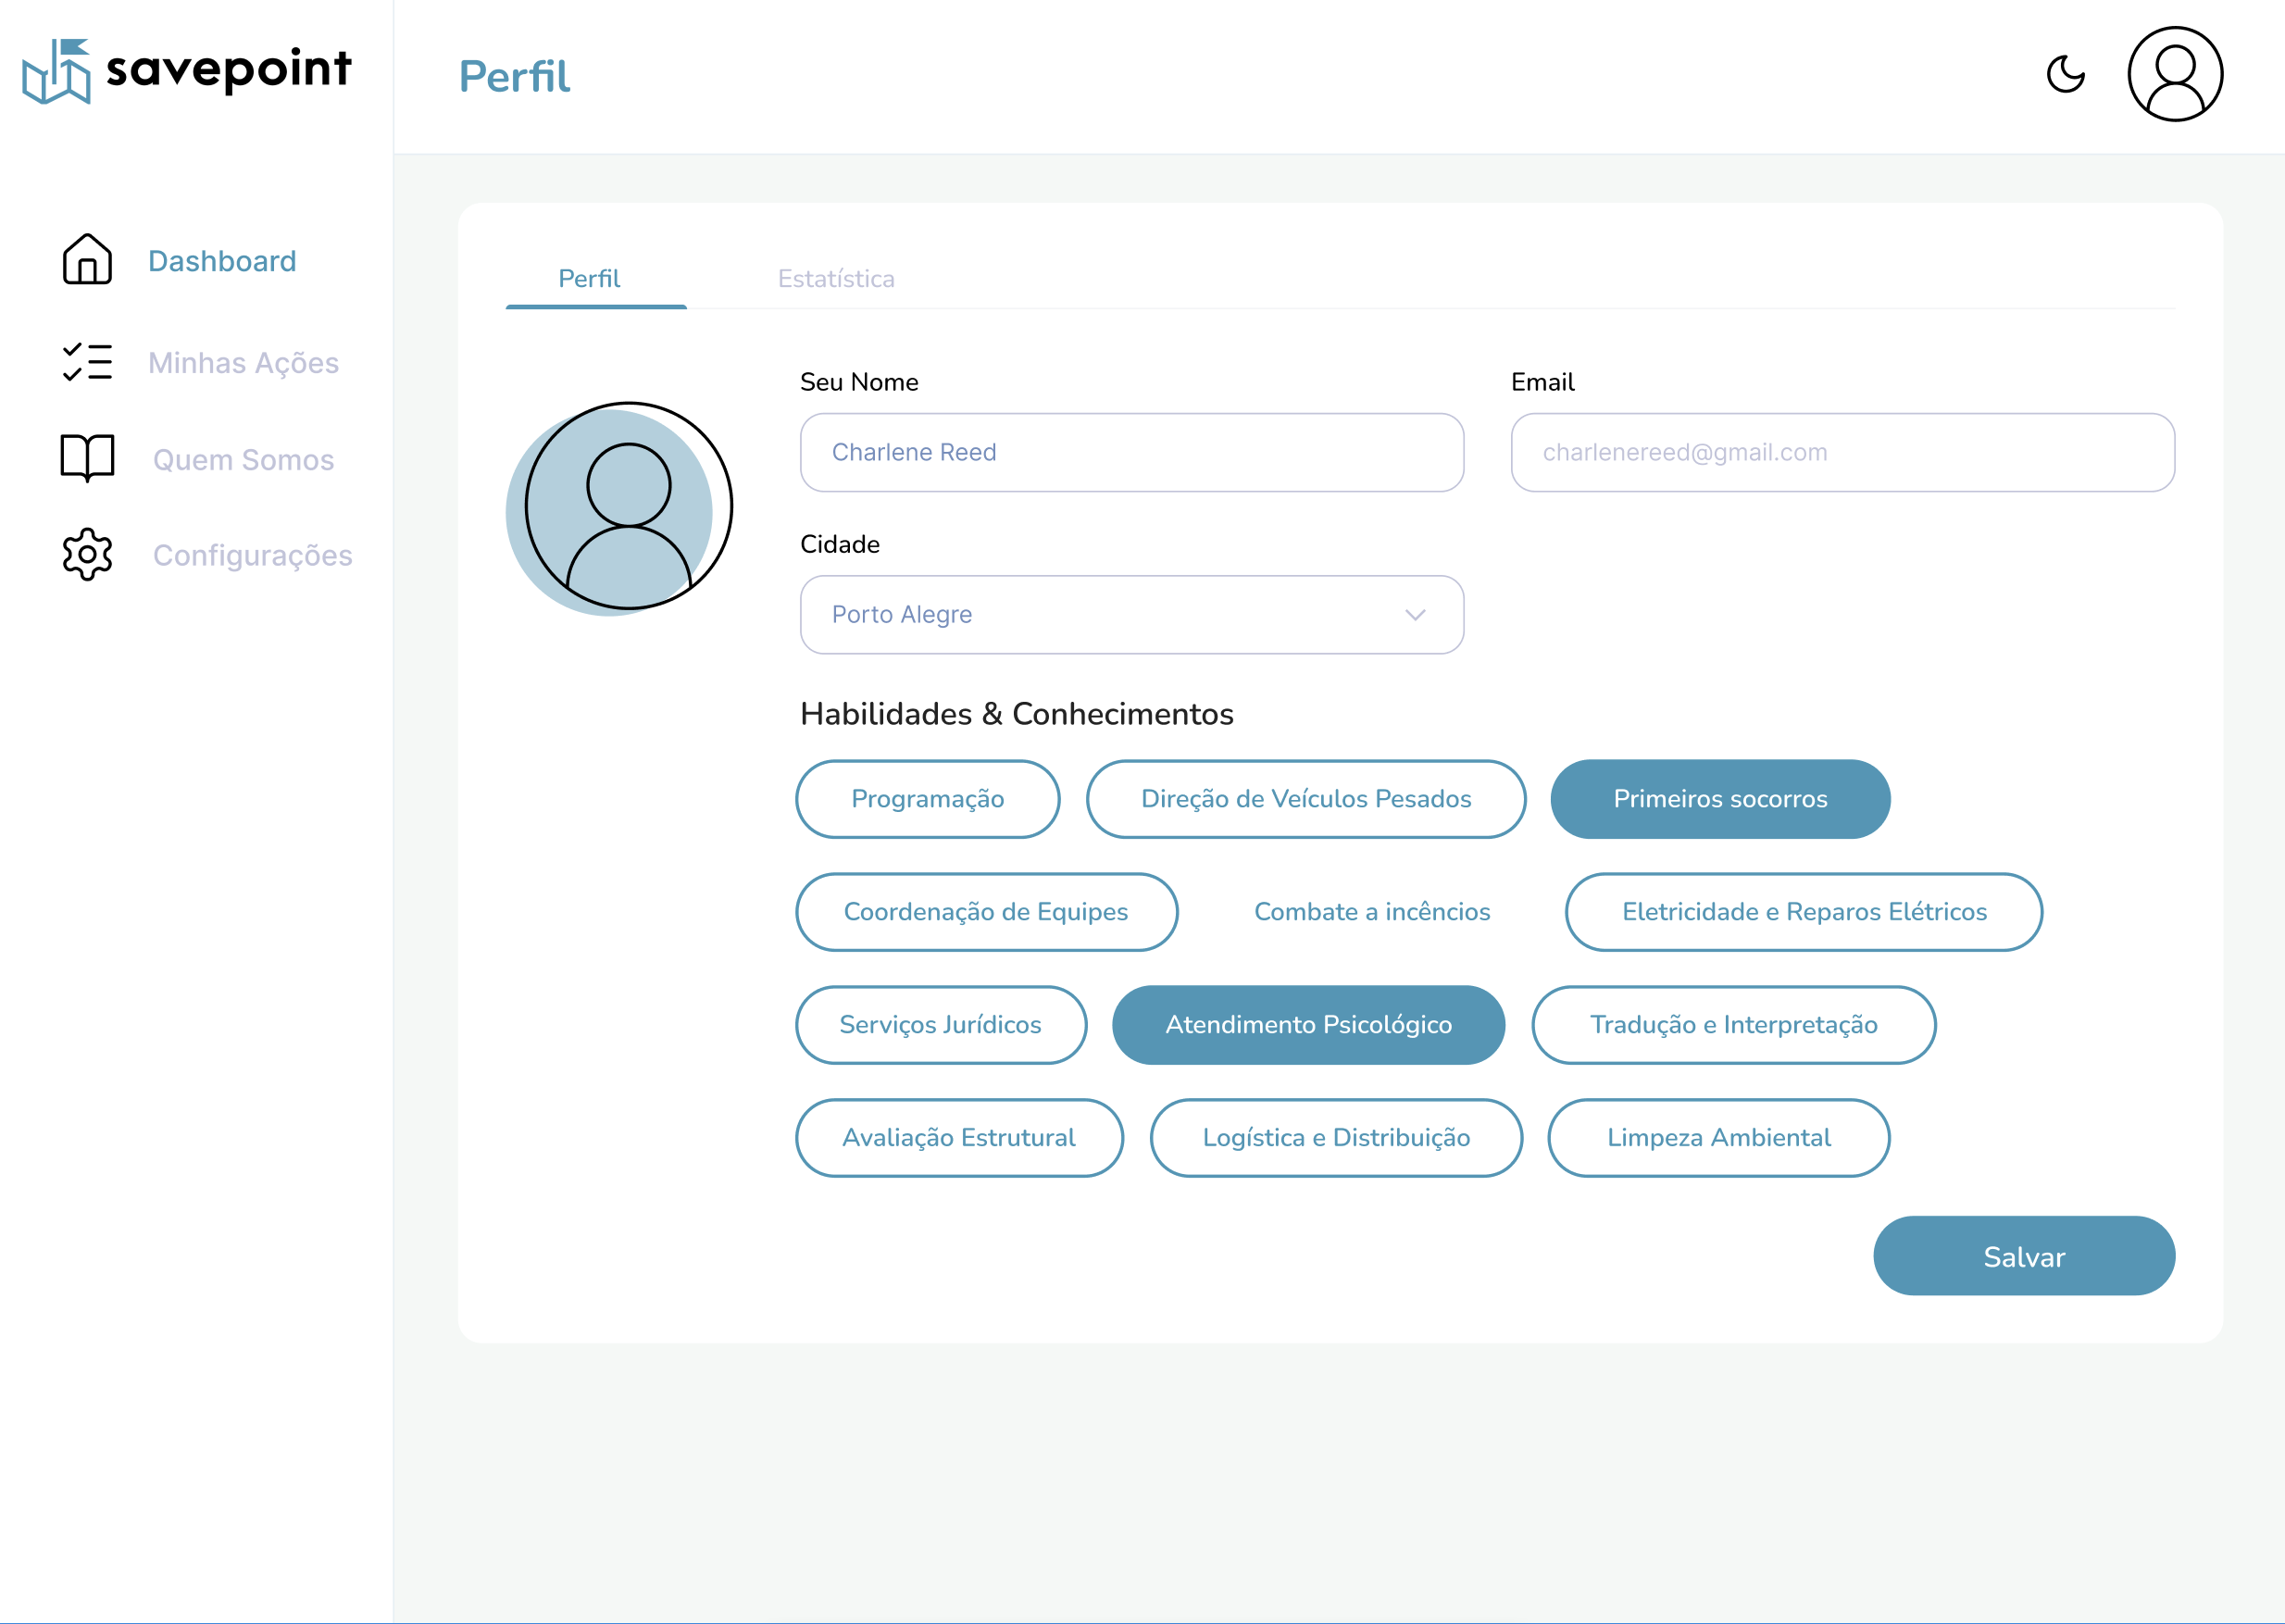 savepoint
Perfil
Dashboard
Minhas Ações
Quem Somos
Configurações
Perfil
Estatística
Seu Nome
Charlene Reed
Email
charlenereed@gmail.com
Cidade
Porto Alegre
Habilidades & Conhecimentos
Programação
Direção de Veículos Pesados
Primeiros socorros
Coordenação de Equipes
Combate a incêncios
Eletricidade e Reparos Elétricos
Serviços Jurídicos
Atendimento Psicológico
Tradução e Interpretação
Avaliação Estrutural
Logística e Distribuição
Limpeza Ambiental
Salvar